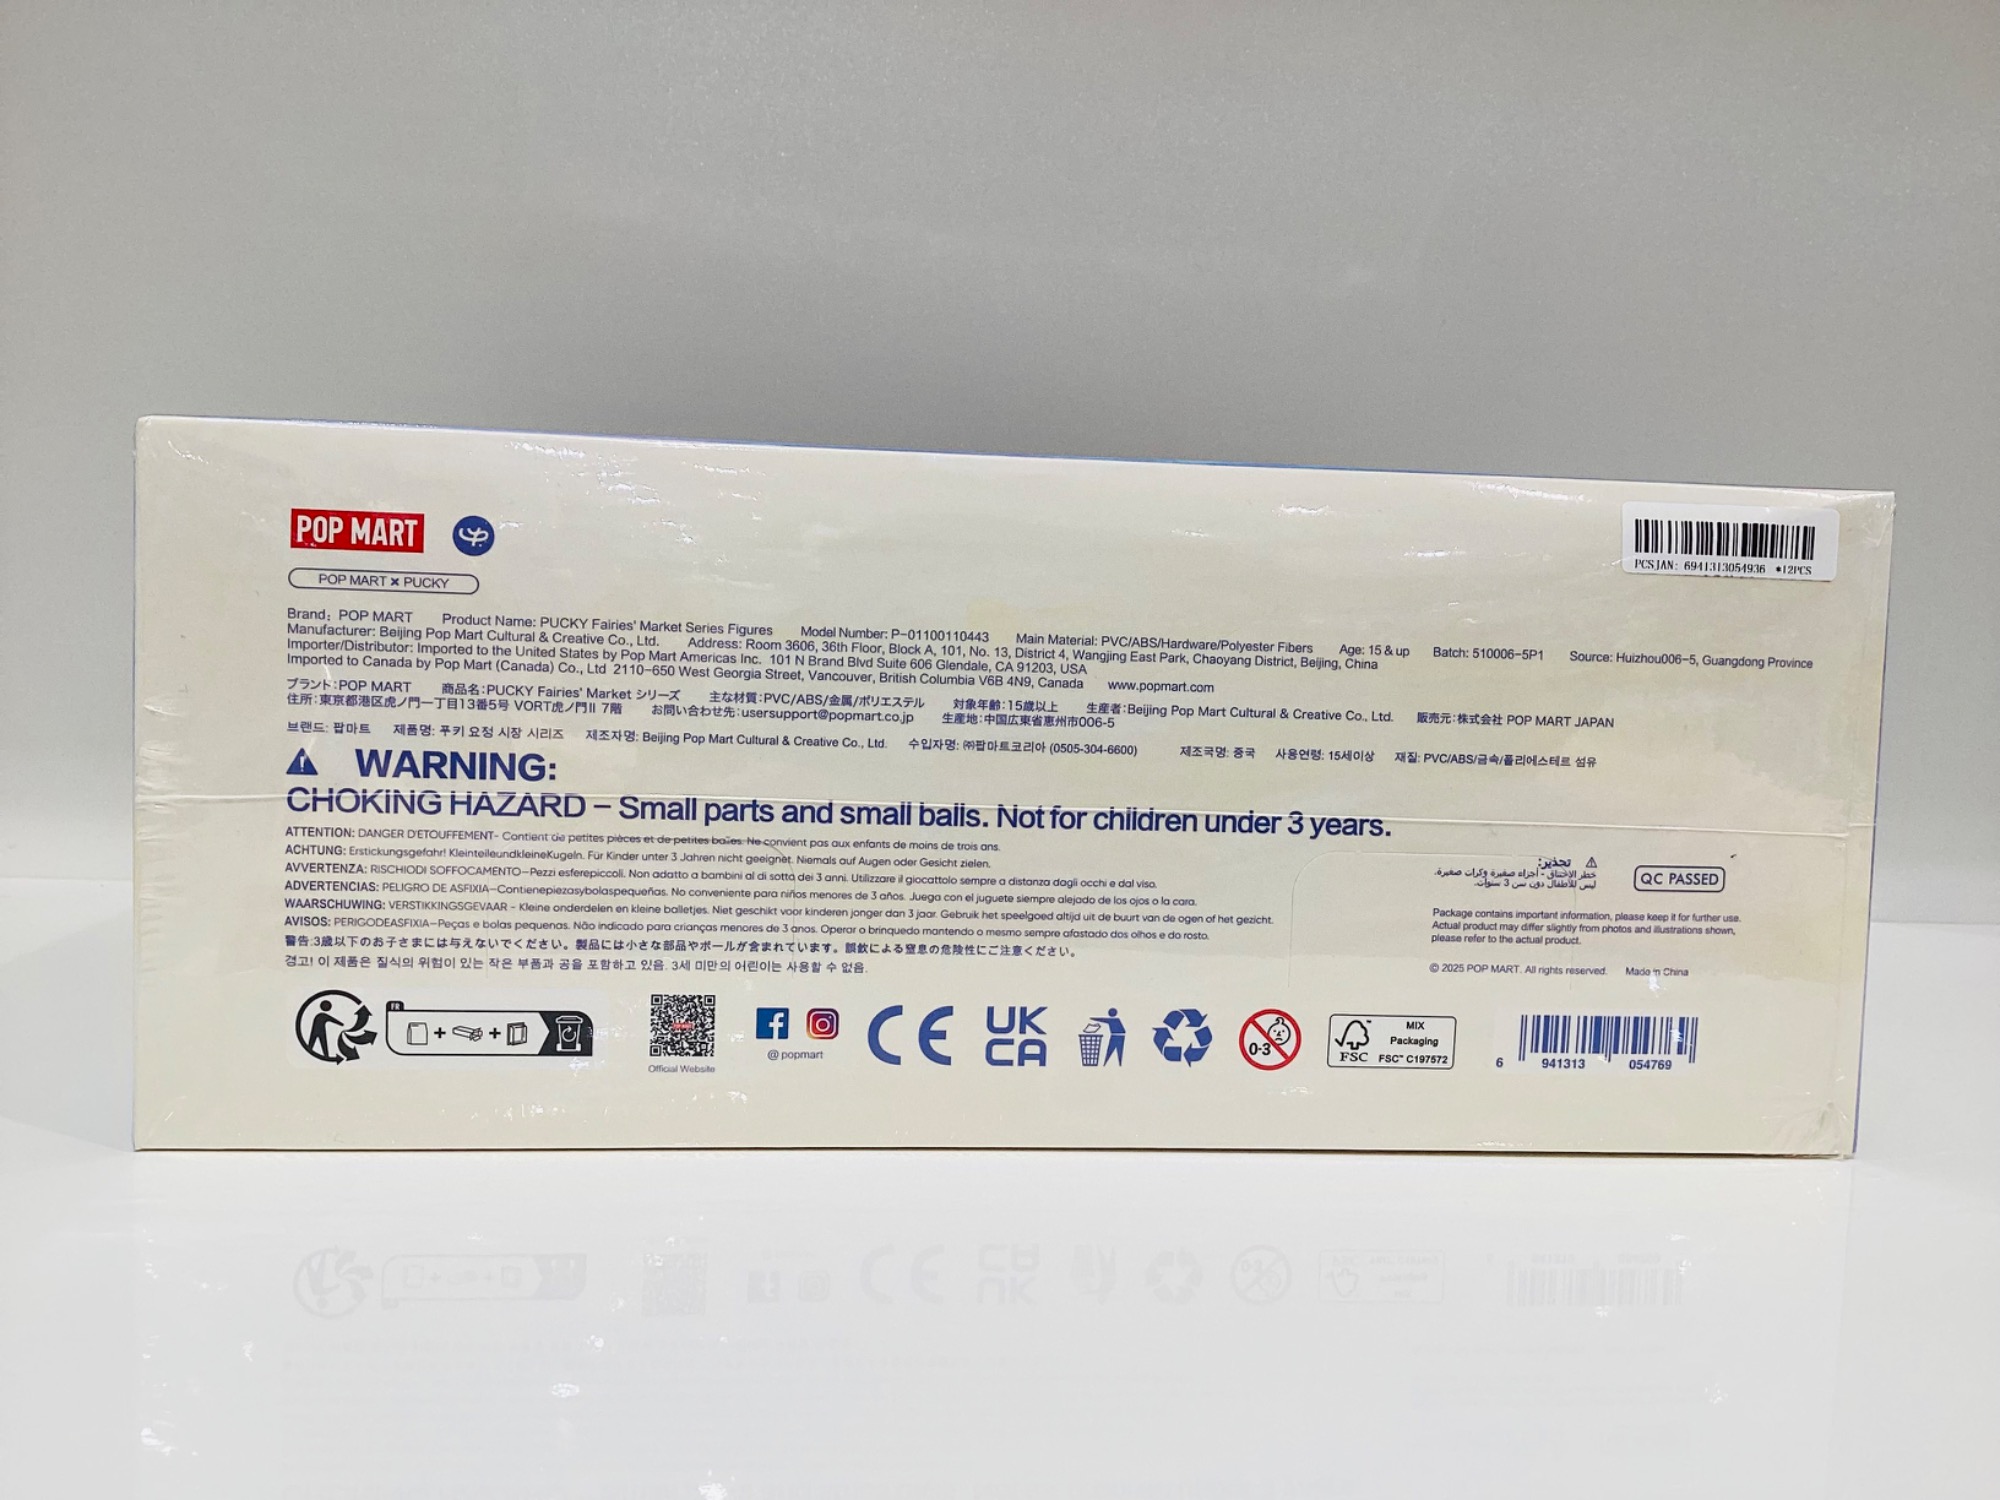 POP MART
POP MART × PUCKY
PCSJAN: 6941313054936 *12PCS
Brand: POP MART Product Name: PUCKY Fairies' Market Series Figures Model Number: P-01100110443 Main Material: PVC/ABS/Hardware/Polyester Fibers Age: 15 & up Batch: 510006-5P1 Source: Huizhou006-5, Guangdong Province
Manufacturer: Beijing Pop Mart Cultural & Creative Co., Ltd. Address: Room 3606, 36th Floor, Block A, 101, No. 13, District 4, Wangjing East Park, Chaoyang District, Beijing, China
Importer/Distributor: Imported to the United States by Pop Mart Americas Inc. 101 N Brand Blvd Suite 606 Glendale, CA 91203, USA
Imported to Canada by Pop Mart (Canada) Co., Ltd 2110-650 West Georgia Street, Vancouver, British Columbia V6B 4N9, Canada www.popmart.com
ブランド:POP MART 商品名:PUCKY Fairies' Market シリーズ 主な材質:PVC/ABS/金属/ポリエステル 対象年齢:15歳以上 生産者:Beijing Pop Mart Cultural & Creative Co., Ltd. 販売元:株式会社 POP MART JAPAN
住所:東京都港区虎ノ門一丁目13番5号 VORT虎ノ門II 7階 お問い合わせ先:usersupport@popmart.co.jp 生産地:中国広東省恵州市006-5
브랜드: 팝마트 제품명: 푸키 요정 시장 시리즈 제조자명: Beijing Pop Mart Cultural & Creative Co., Ltd. 수입자명: ㈜팝마트코리아 (0505-304-6600) 제조국명: 중국 사용연령: 15세이상 재질: PVC/ABS/금속/폴리에스테르 섬유
WARNING:
CHOKING HAZARD – Small parts and small balls. Not for children under 3 years.
ATTENTION: DANGER D'ETOUFFEMENT- Contient de petites pièces et de petites balles. Ne convient pas aux enfants de moins de trois ans.
ACHTUNG: Erstickungsgefahr! KleinteileundkleineKugeln. Für Kinder unter 3 Jahren nicht geeignet. Niemals auf Augen oder Gesicht zielen.
AVVERTENZA: RISCHIODI SOFFOCAMENTO-Pezzi esferepiccoli. Non adatto a bambini al di sotto dei 3 anni. Utilizzare il giocattolo sempre a distanza dagli occhi e dal viso.
ADVERTENCIAS: PELIGRO DE ASFIXIA-Contienepiezasybolaspequeñas. No conveniente para niños menores de 3 años. Juega con el juguete siempre alejado de los ojos o la cara.
WAARSCHUWING: VERSTIKKINGSGEVAAR - Kleine onderdelen en kleine balletjes. Niet geschikt voor kinderen jonger dan 3 jaar. Gebruik het speelgoed altijd uit de buurt van de ogen of het gezicht.
AVISOS: PERIGODEASFIXIA-Peças e bolas pequenas. Não indicado para crianças menores de 3 anos. Operar o brinquedo mantendo o mesmo sempre afastado dos olhos e do rosto.
警告:3歳以下のお子さまには与えないでください。製品には小さな部品やボールが含まれています。誤飲による窒息の危険性にご注意ください。
경고! 이 제품은 질식의 위험이 있는 작은 부품과 공을 포함하고 있음. 3세 미만의 어린이는 사용할 수 없음.
تحذير:
خطر الاختناق - أجزاء صغيرة وكرات صغيرة.
ليس للأطفال دون سن 3 سنوات.
QC PASSED
Package contains important information, please keep it for further use.
Actual product may differ slightly from photos and illustrations shown,
please refer to the actual product.
© 2025 POP MART. All rights reserved. Made in China
FR
POP MART
Official Website
@popmart
CE
UK
CA
0-3
FSC
MIX
Packaging
FSC™ C197572
6 941313 054769